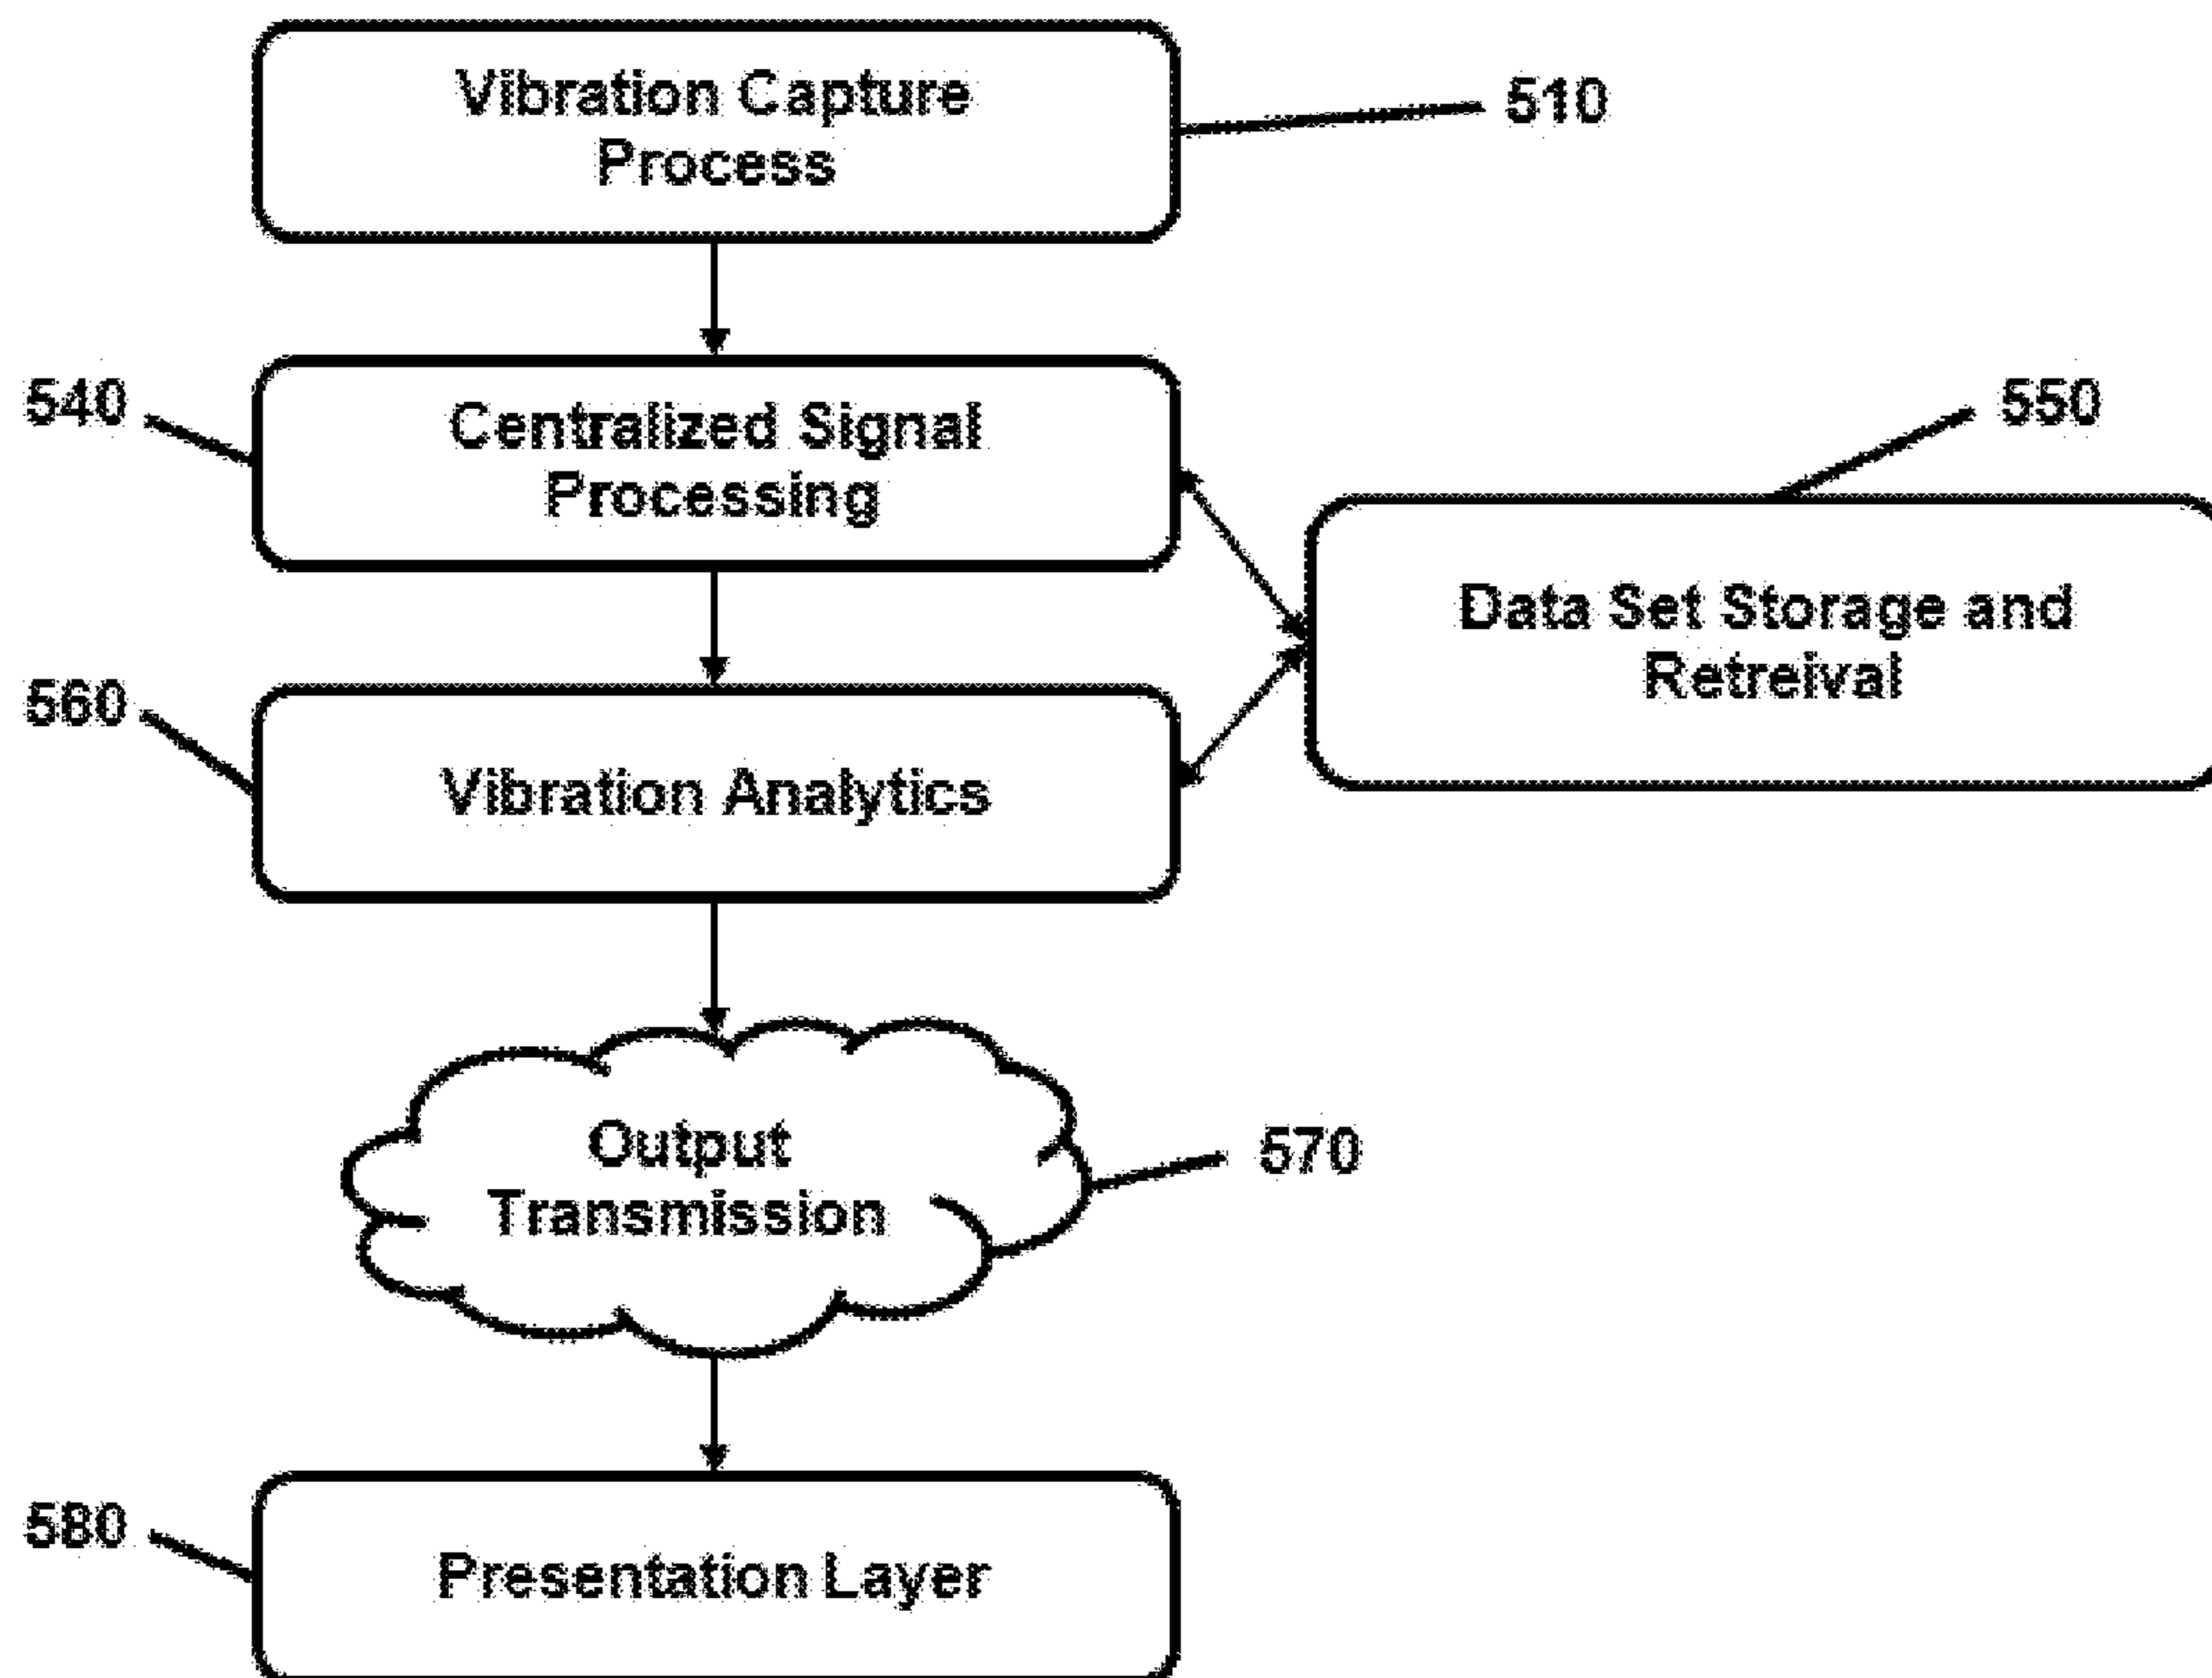 Vibration Capture
Process
510
540
Centralized Signal
Processing
550
Data Set Storage and
Retreival
560
Vibration Analytics
Output
Transmission
570
580
Presentation Layer